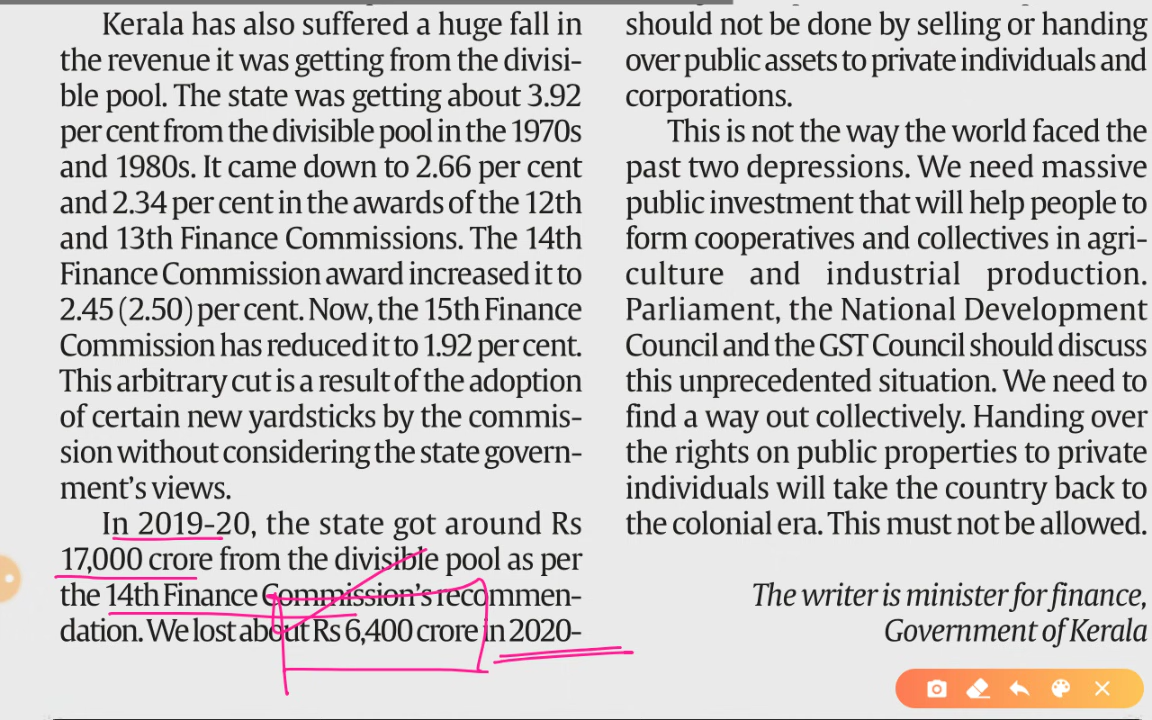 Kerala has also suffered a huge fall in
the revenue it was getting from the divisi-
ble pool. The state was getting about 3.92
per cent from the divisible pool in the 1970s
and 1980s. It came down to 2.66 per cent
and 2.34 per cent in the awards of the 12th
and 13th Finance Commissions. The 14th
Finance Commission award increased it to
2.45 (2.50) per cent. Now, the 15th Finance
Commission has reduced it to 1.92 per cent.
This arbitrary cut is a result of the adoption
of certain new yardsticks by the commis-
sion without considering the state govern-
ment's views.
In 2019-20, the state got around Rs
17,000 crore from the divisible pool as per
the 14th Finance Commission's recommen-
dation. We lost about Rs 6,400 crore in 2020-
should not be done by selling or handing
over public assets to private individuals and
corporations.
This is not the way the world faced the
past two depressions. We need massive
public investment that will help people to
form cooperatives and collectives in agri-
culture and industrial production.
Parliament, the National Development
Council and the GST Council should discuss
this unprecedented situation. We need to
find a way out collectively. Handing over
the rights on public properties to private
individuals will take the country back to
the colonial era. This must not be allowed.
The writer is minister for finance,
Government of Kerala